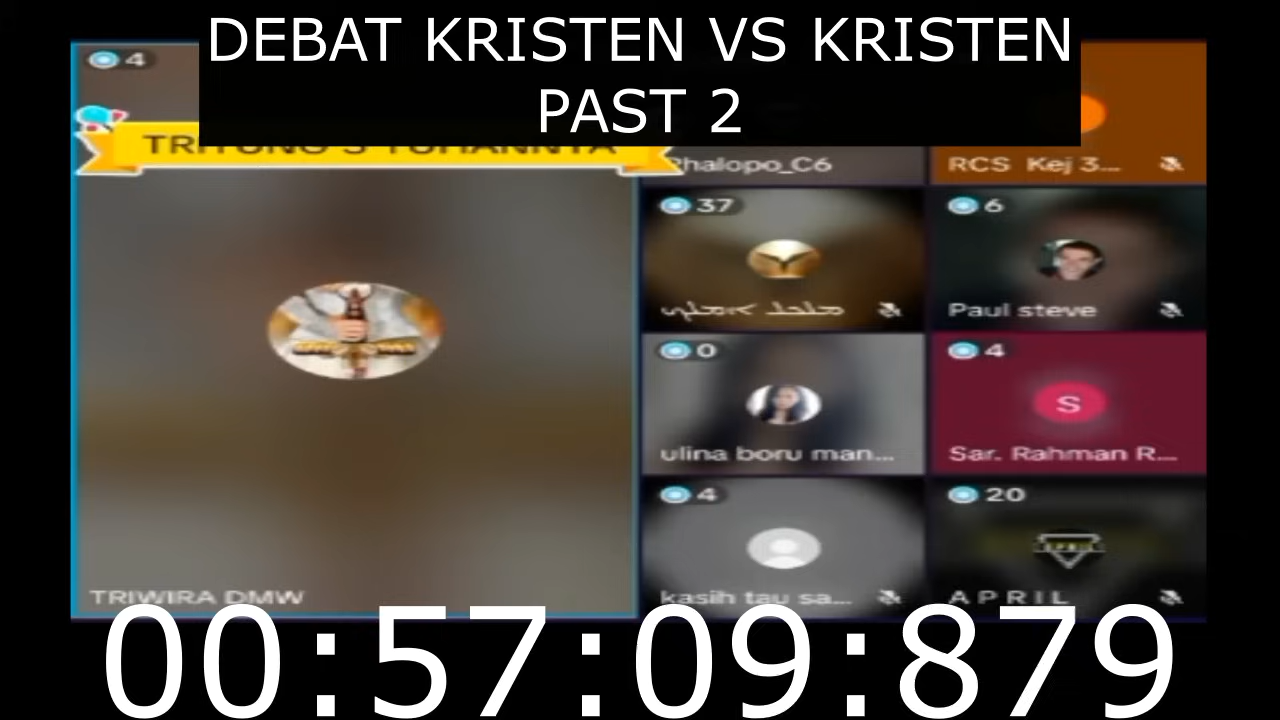 DEBAT KRISTEN VS KRISTEN
PAST 2
4
Phalopo_C6
RCS Kej 3...
37
6
Paul steve
0
4
S
ulina boru man...
Sar. Rahman R...
4
20
APRIL
TRIWIRA DMW
kasih tau sa...
A P R I L
00:57:09:879